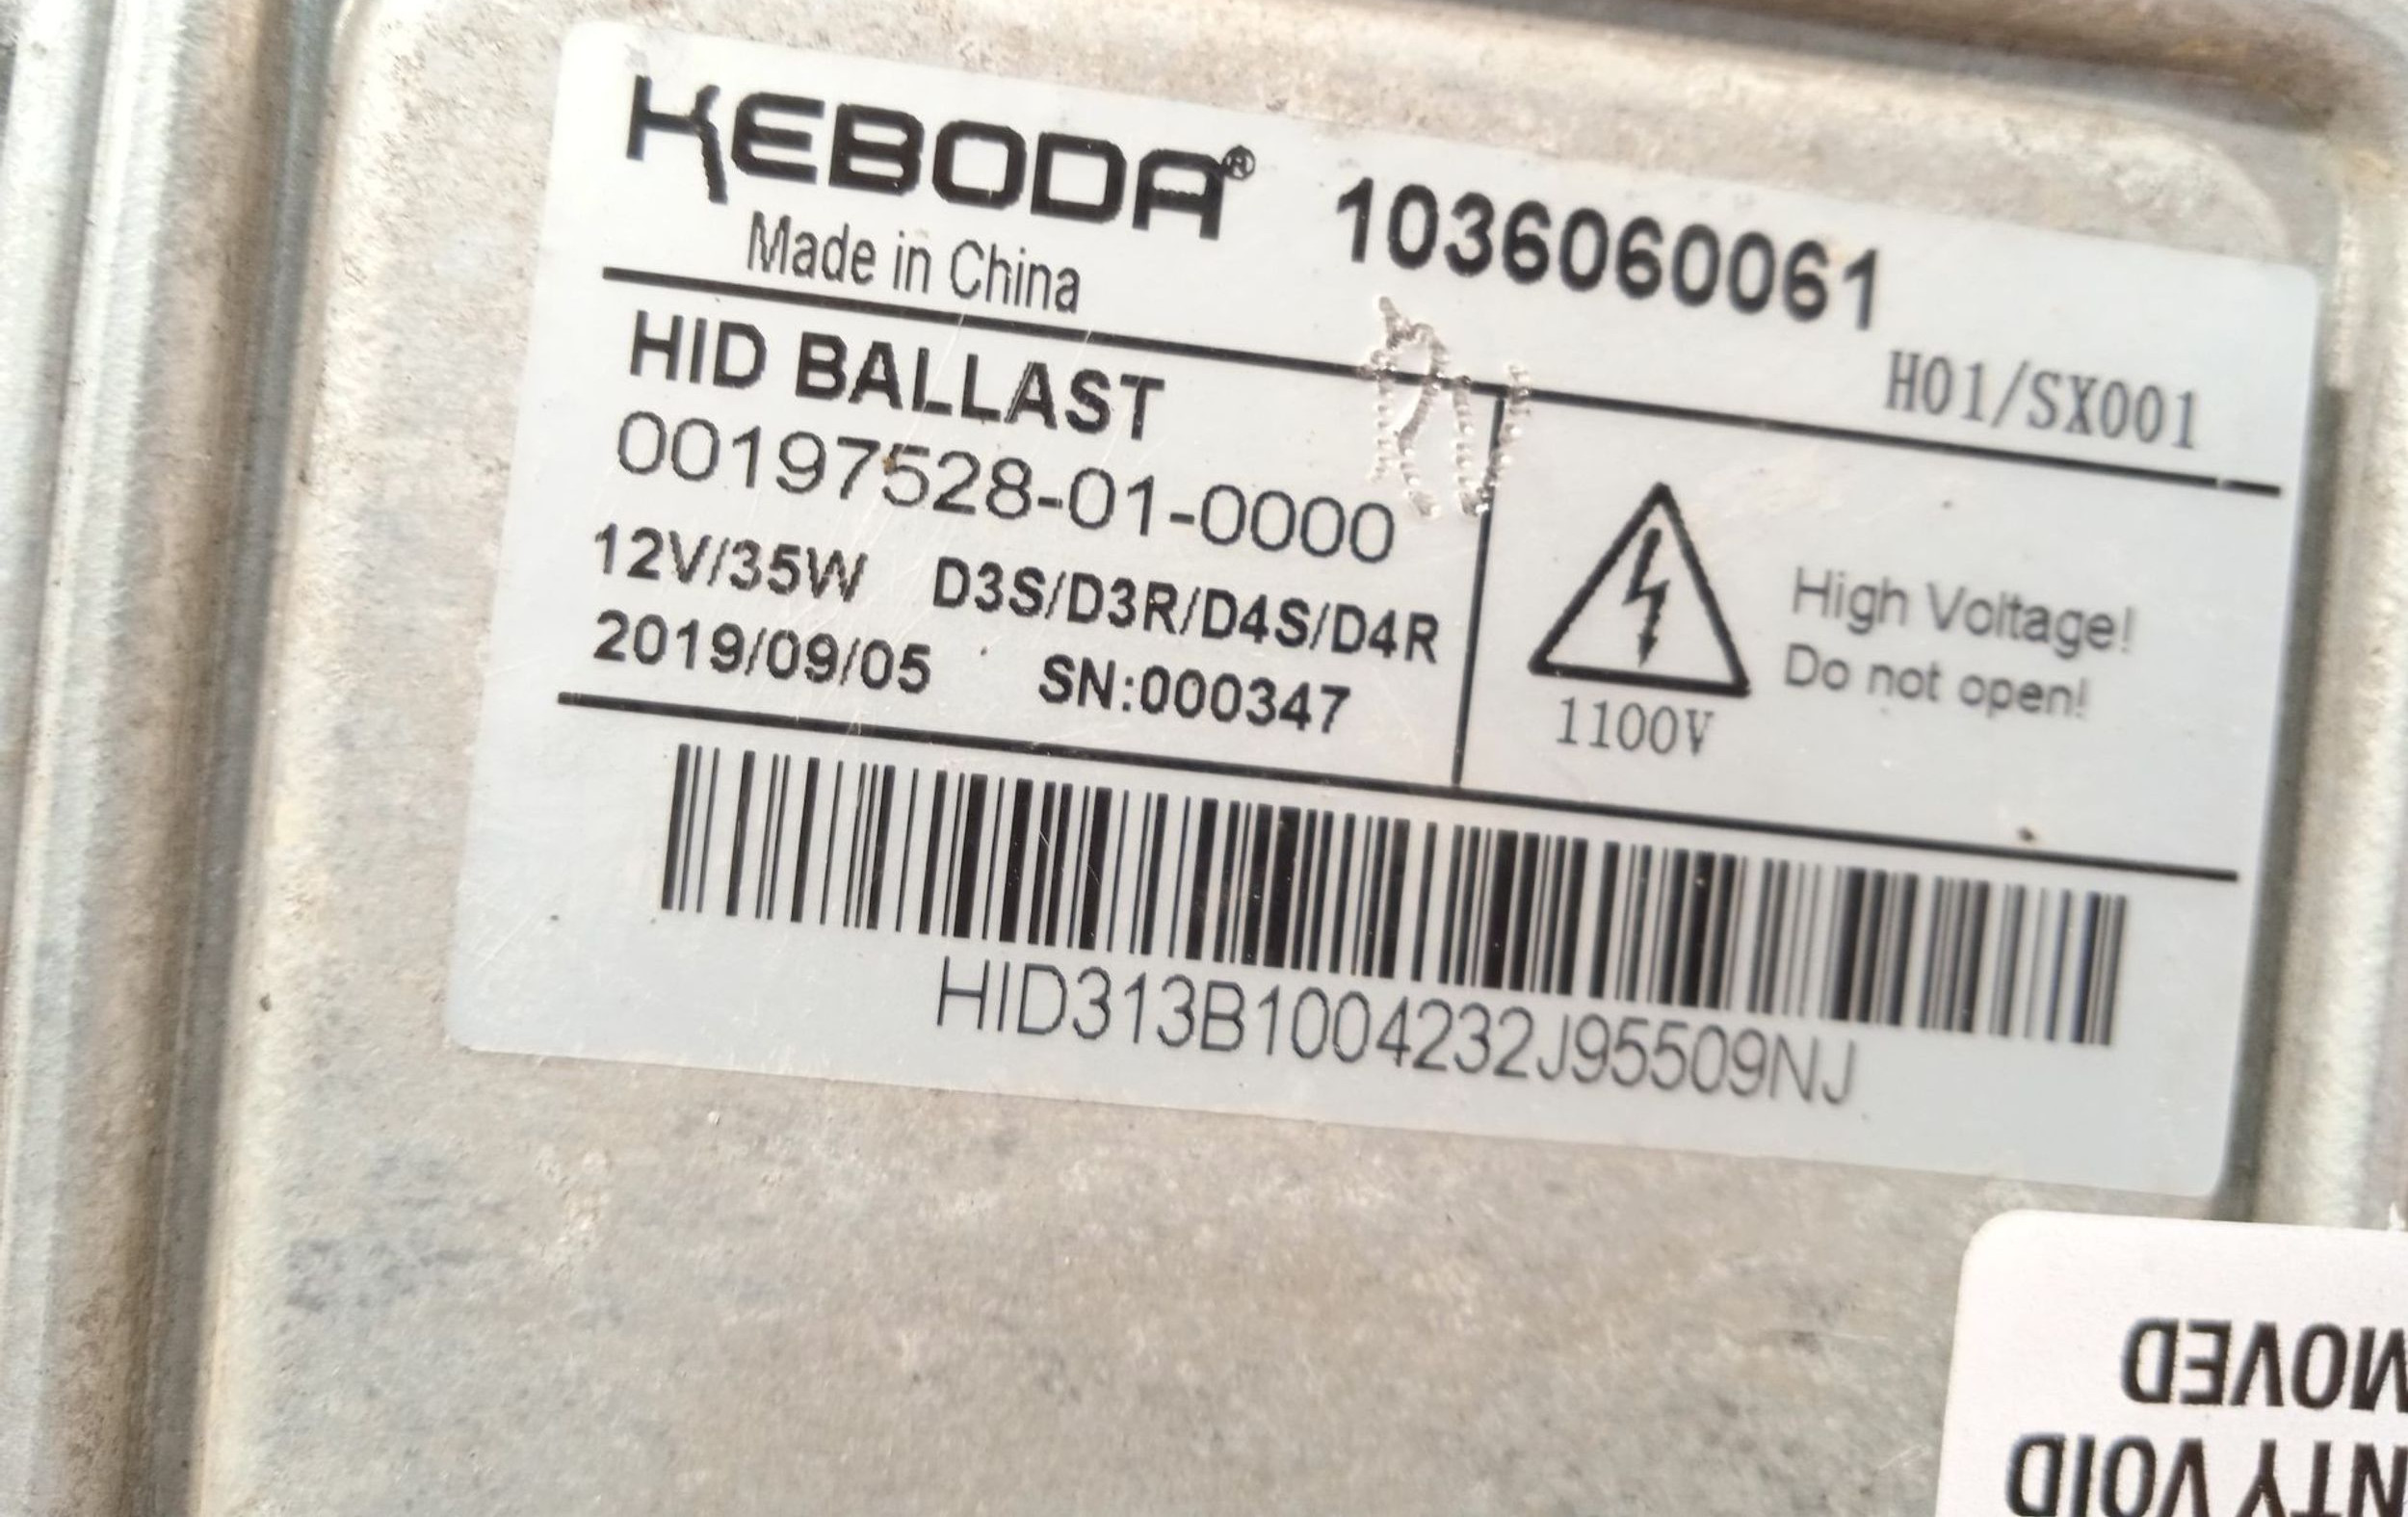 KEBODA® 1036060061
Made in China
H01/SX001
HID BALLAST
00197528-01-0000
12V/35W D3S/D3R/D4S/D4R
2019/09/05 SN:000347
1100V
High Voltage!
Do not open!
HID313B1004232J95509NJ
NTY VOID
MOVED